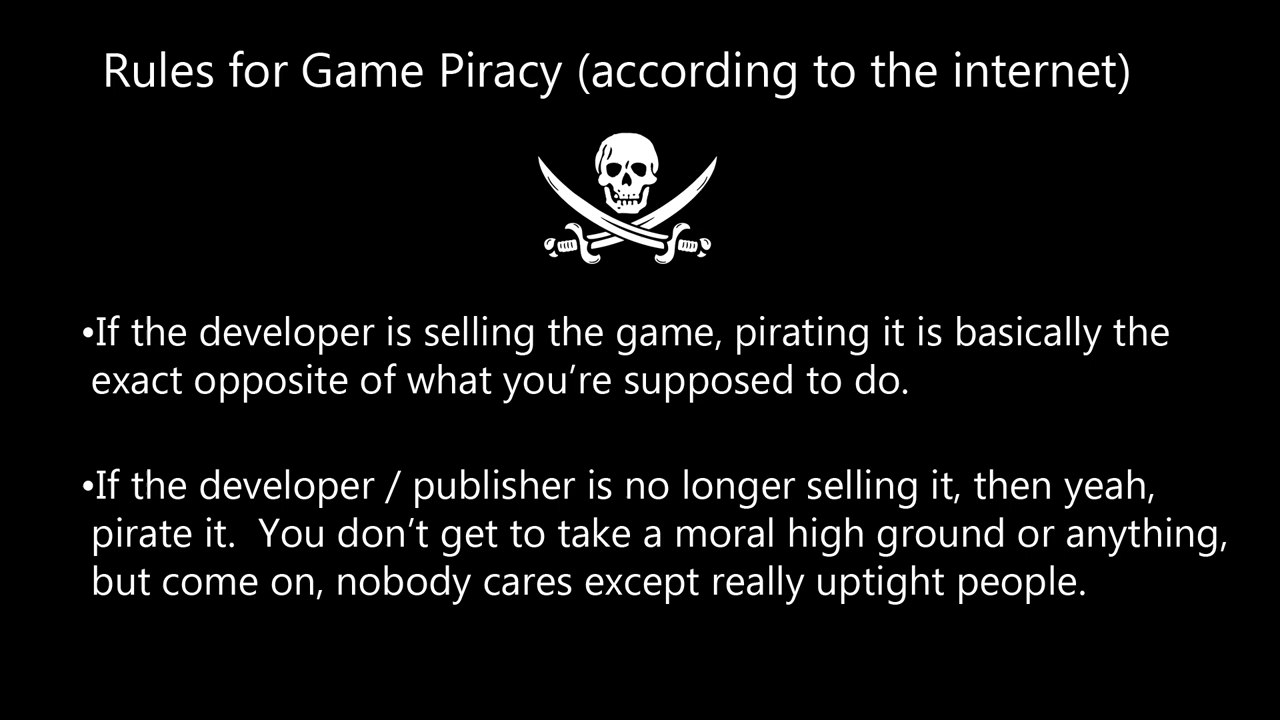 Rules for Game Piracy (according to the internet)
•If the developer is selling the game, pirating it is basically the
exact opposite of what you’re supposed to do.
•If the developer / publisher is no longer selling it, then yeah,
pirate it.  You don’t get to take a moral high ground or anything,
but come on, nobody cares except really uptight people.